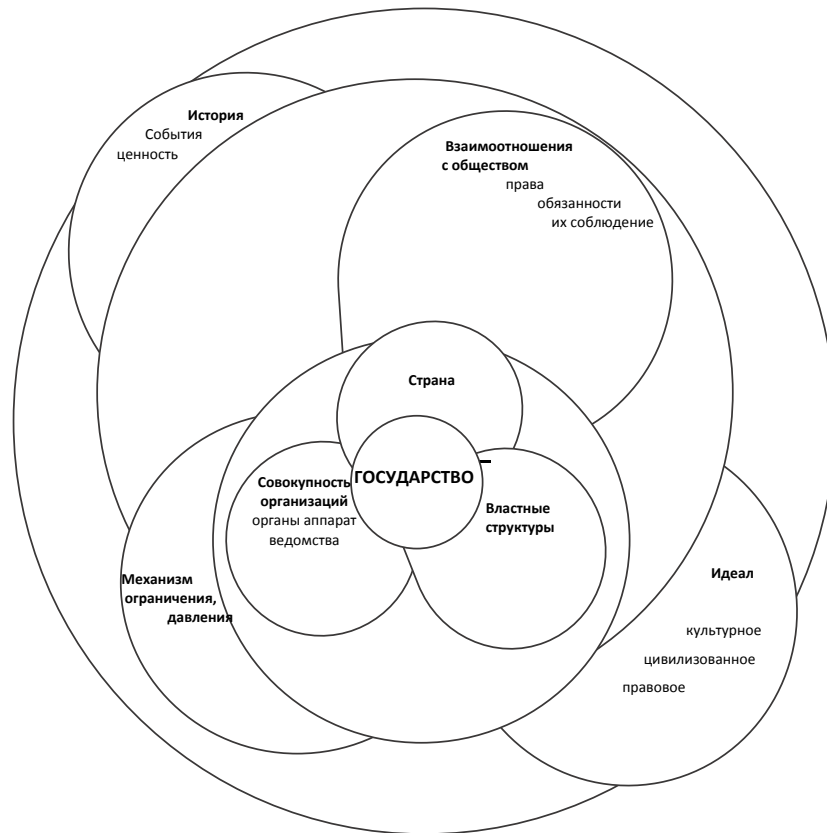 История
События
ценность
Взаимоотношения
с обществом
права
обязанности
их соблюдение
Страна
ГОСУДАРСТВО
Совокупность
организаций
органы аппарат
ведомства
Властные
структуры
Механизм
ограничения,
давления
Идеал
культурное
цивилизованное
правовое